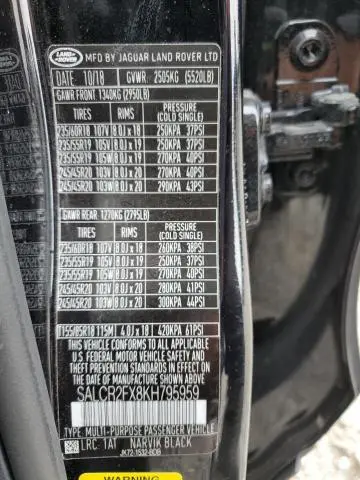 LAND ROVER
MFD BY JAGUAR LAND ROVER LTD
DATE 10/18 GVWR 2505KG (5520LB)
GAWR FRONT 1340KG (2950LB)
TIRES PRESSURE (COLD SINGLE)
235/60R18 107V 8.0J x 18 250KPA 37PSI
235/55R19 105V 8.0J x 19 250KPA 37PSI
235/55R19 105W 8.0J x 19 270KPA 40PSI
245/45R20 103V 8.0J x 20 270KPA 40PSI
245/45R20 103W 8.0J x 20 290KPA 43PSI
GAWR REAR 1270KG (2795LB)
TIRES PRESSURE (COLD SINGLE)
235/60R18 107V 8.0J x 18 260KPA 38PSI
235/55R19 105V 8.0J x 19 250KPA 37PSI
235/55R19 105W 8.0J x 19 270KPA 40PSI
245/45R20 103V 8.0J x 20 280KPA 41PSI
245/45R20 103W 8.0J x 20 300KPA 44PSI
T155/85R18 115M 4.0J x 18 420KPA 61PSI
THIS VEHICLE CONFORMS TO ALL
APPLICABLE FEDERAL MOTOR
VEHICLE SAFETY BUMPER, AND THEFT
PREVENTION STANDARDS IN EFFECT ON
THE DATE OF MANUFACTURE SHOWN
ABOVE
SALCR2FX8KH795959
TYPE: MULTI-PURPOSE PASSENGER VEHICLE
LRC: 1AT NARVIK BLACK
JK72-1532-BDB
WARNING